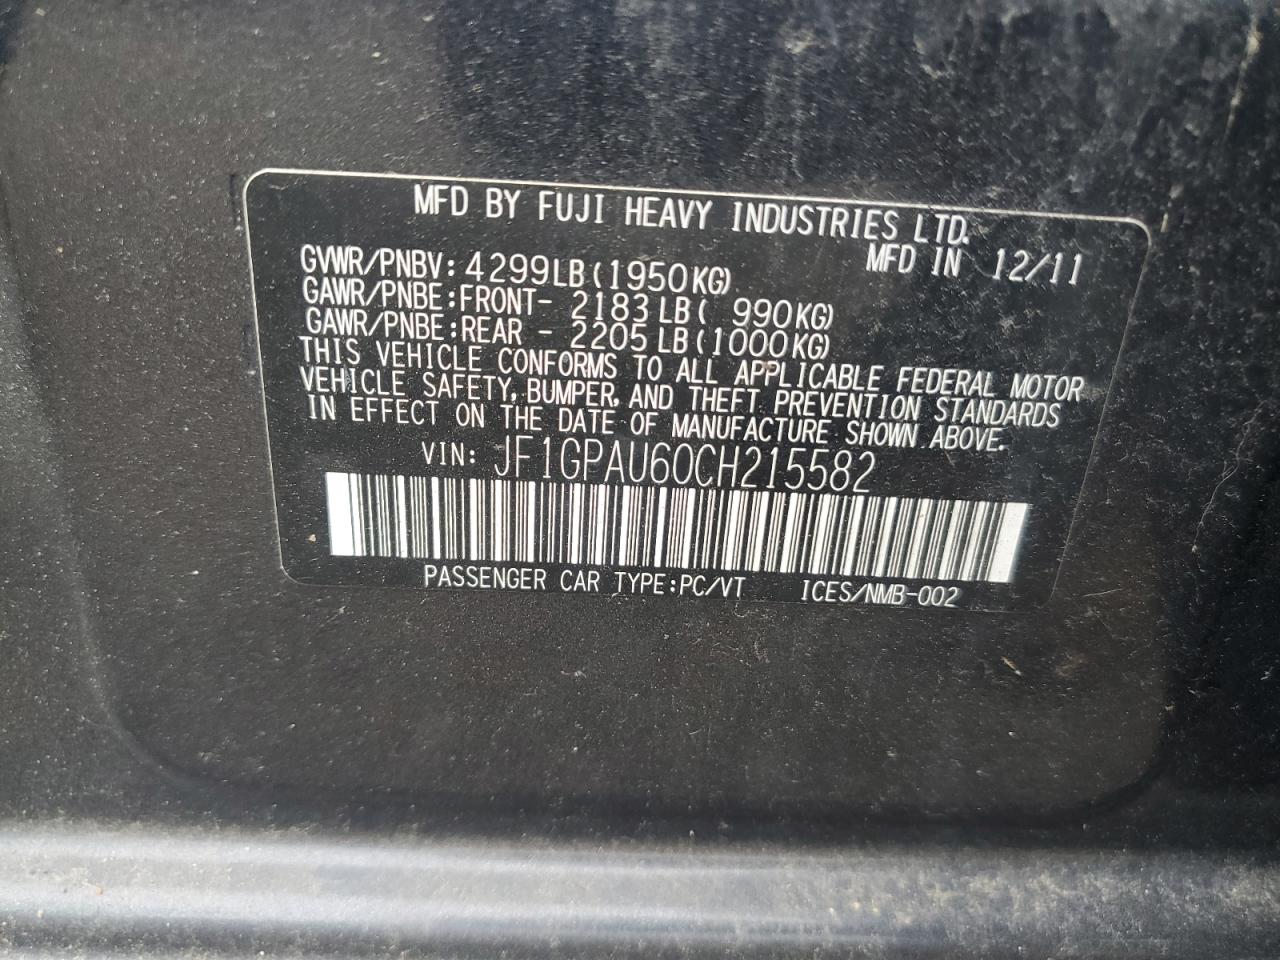 MFD BY FUJI HEAVY INDUSTRIES LTD.
MFD IN 12/11
GVWR/PNBV: 4299LB(1950KG)
GAWR/PNBE:FRONT- 2183LB( 990KG)
GAWR/PNBE:REAR - 2205LB(1000KG)
THIS VEHICLE CONFORMS TO ALL APPLICABLE FEDERAL MOTOR
VEHICLE SAFETY, BUMPER, AND THEFT PREVENTION STANDARDS
IN EFFECT ON THE DATE OF MANUFACTURE SHOWN ABOVE.
VIN: JF1GPAU60CH215582
PASSENGER CAR TYPE:PC/VT ICES/NMB-002